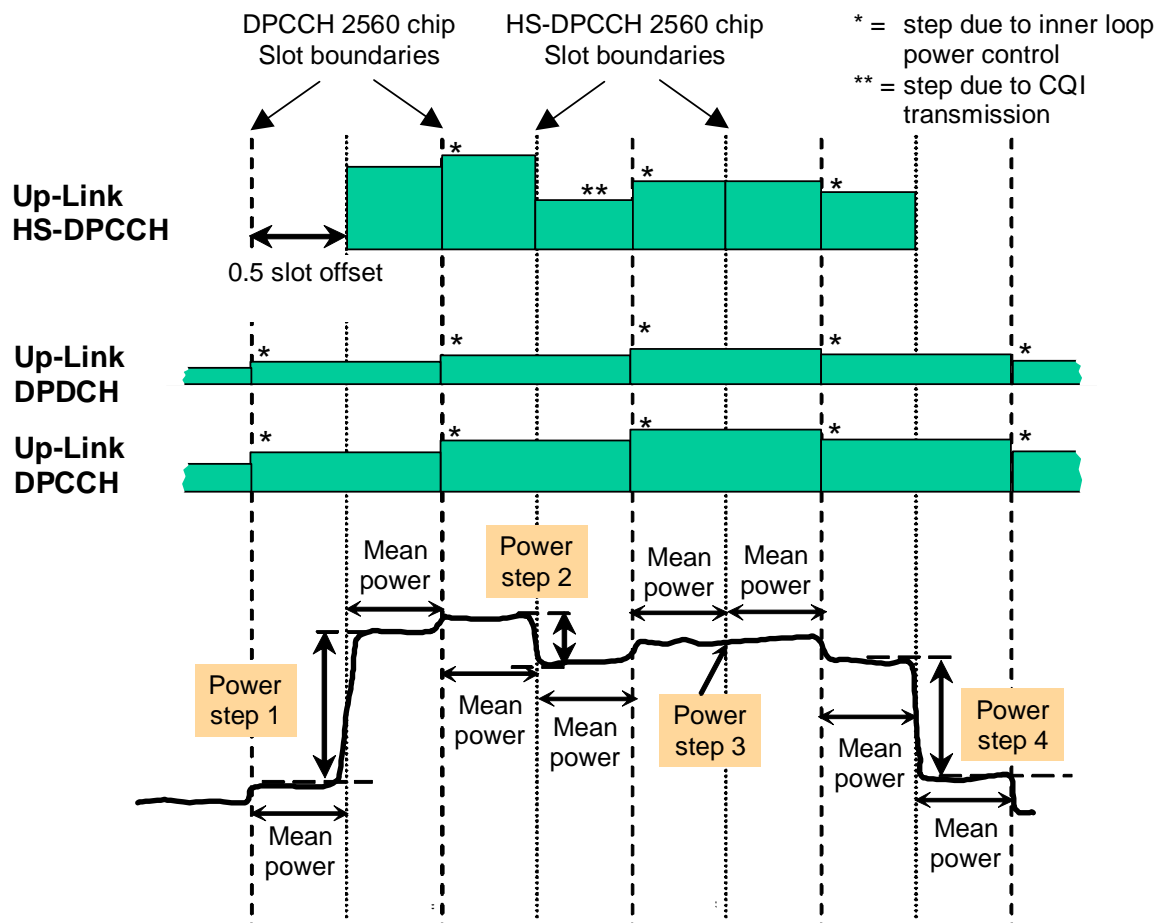 DPCCH 2560 chip
Slot boundaries
HS-DPCCH 2560 chip
Slot boundaries
* = step due to inner loop
power control
** = step due to CQI
transmission
Up-Link
HS-DPCCH
*
**
*
*
0.5 slot offset
Up-Link
DPDCH
*
*
*
*
*
Up-Link
DPCCH
*
*
*
*
*
Mean
power
Power
step 2
Mean
power
Mean
power
Power
step 1
Mean
power
Mean
power
Power
step 3
Mean
power
Power
step 4
Mean
power
Mean
power